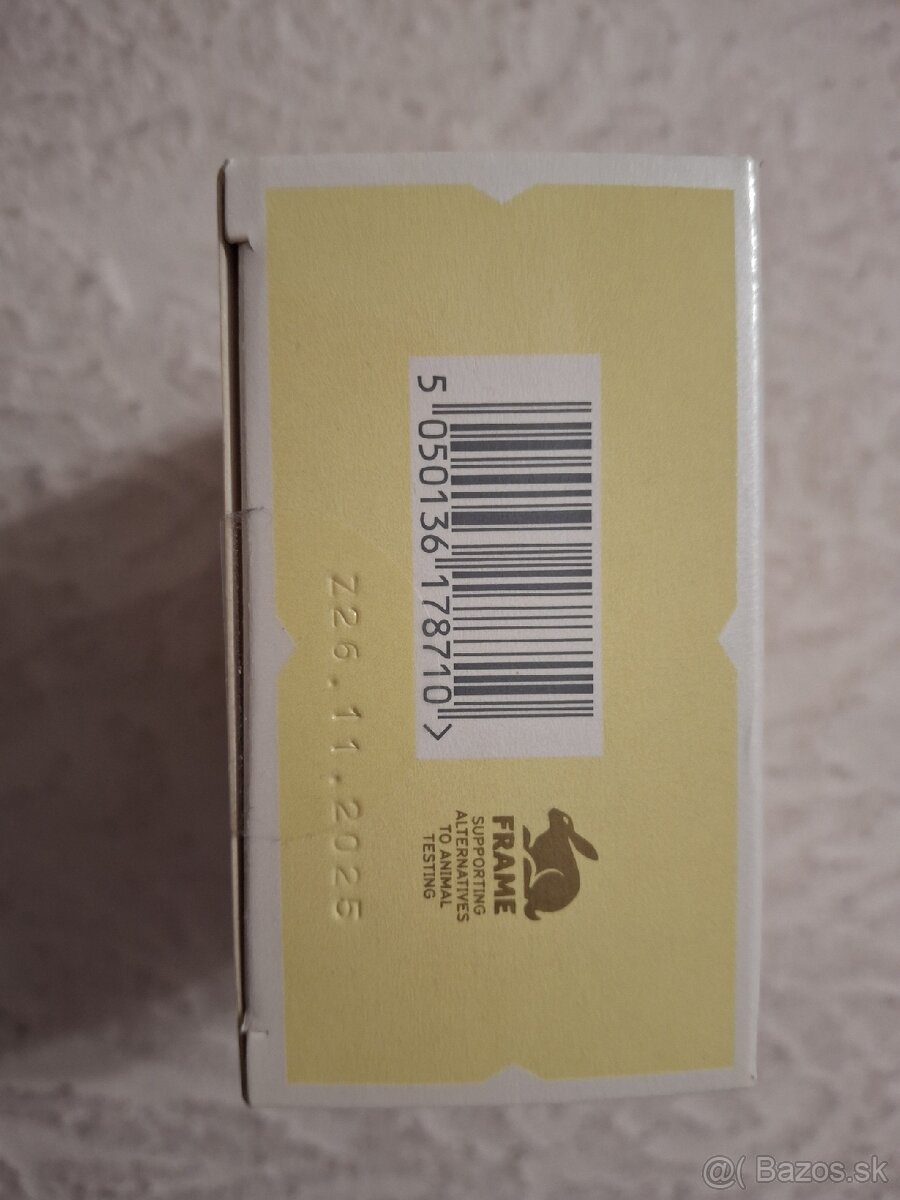 5 050136 178710 >
Z26.11.2025
FRAME
SUPPORTING
ALTERNATIVES
TO ANIMAL
TESTING
@( Bazos.sk